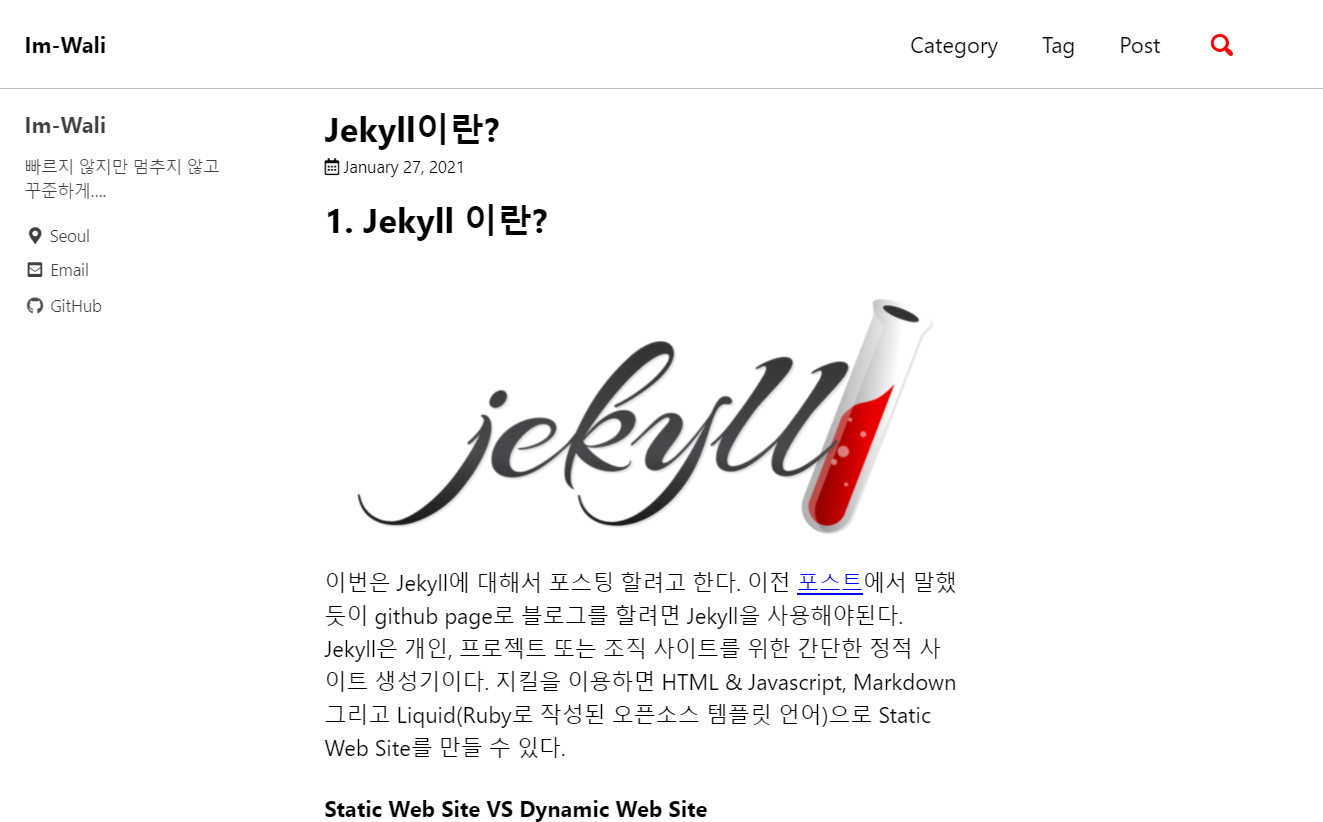 Im-Wali
Category
Tag
Post
Im-Wali
빠르지 않지만 멈추지 않고
꾸준하게....
Seoul
Email
GitHub
Jekyll이란?
January 27, 2021
1. Jekyll 이란?
jekyll
이번은 Jekyll에 대해서 포스팅 할려고 한다. 이전 포스트에서 말했
듯이 github page로 블로그를 할려면 Jekyll을 사용해야된다.
Jekyll은 개인, 프로젝트 또는 조직 사이트를 위한 간단한 정적 사
이트 생성기이다. 지킬을 이용하면 HTML & Javascript, Markdown
그리고 Liquid(Ruby로 작성된 오픈소스 템플릿 언어)으로 Static
Web Site를 만들 수 있다.
Static Web Site VS Dynamic Web Site